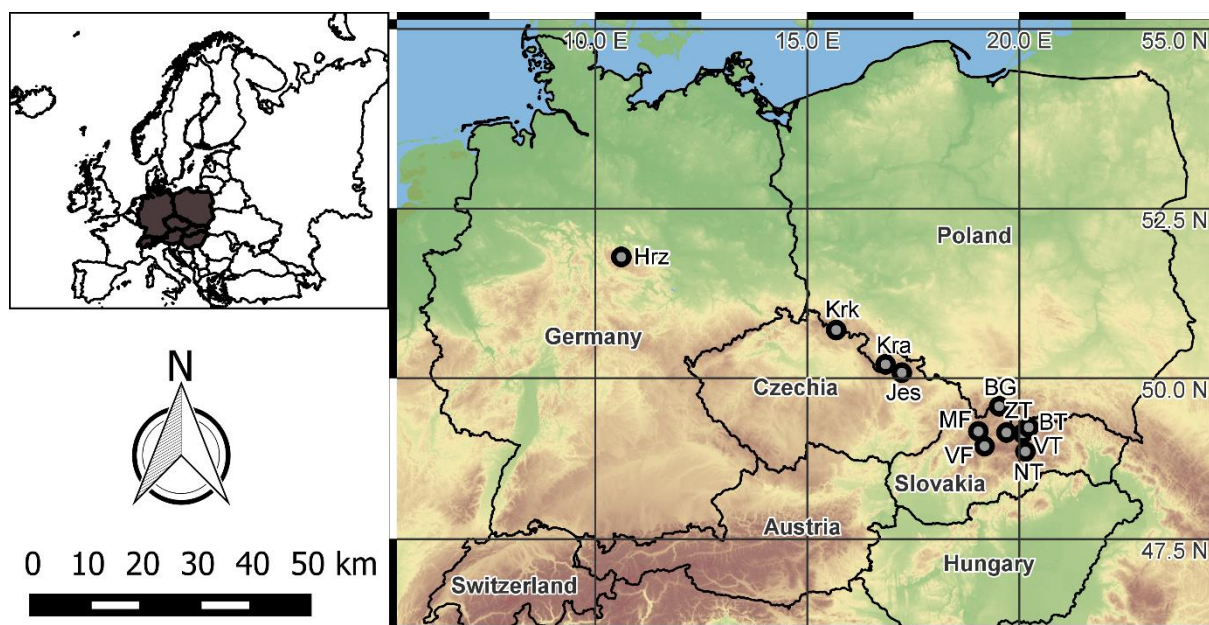 10.0 E 15.0 E 20.0 E 55.0 N
52.5 N
Poland
Hrz
Krk
Germany
Kra
50.0 N
Czechia
Jes
BG
ZT
MF
BT
VF
VT
NT
Slovakia
N
Austria
47.5 N
Hungary
Switzerland
0 10 20 30 40 50 km